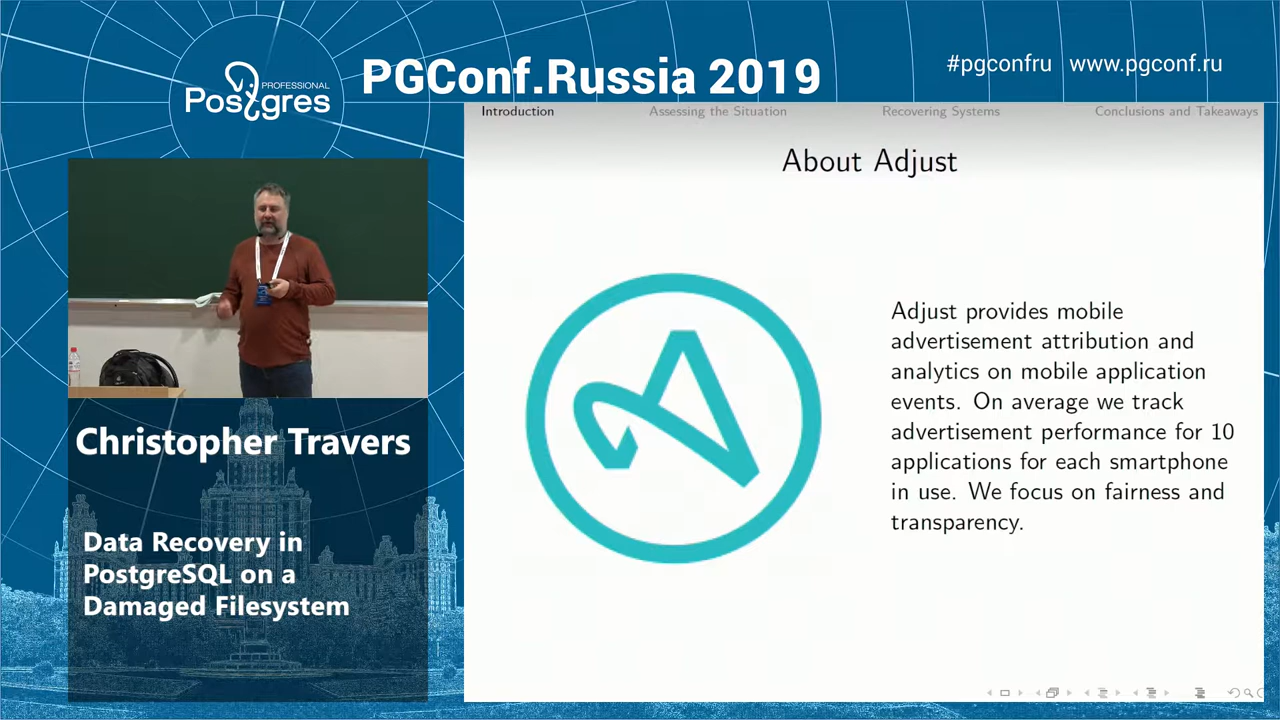 PROFESSIONAL
Postgres
PGConf.Russia 2019
#pgconfru www.pgconf.ru
Introduction
Assessing the Situation
Recovering Systems
Conclusions and Takeaways
About Adjust
Adjust provides mobile
advertisement attribution and
analytics on mobile application
events. On average we track
advertisement performance for 10
applications for each smartphone
in use. We focus on fairness and
transparency.
Christopher Travers
Data Recovery in
PostgreSQL on a
Damaged Filesystem